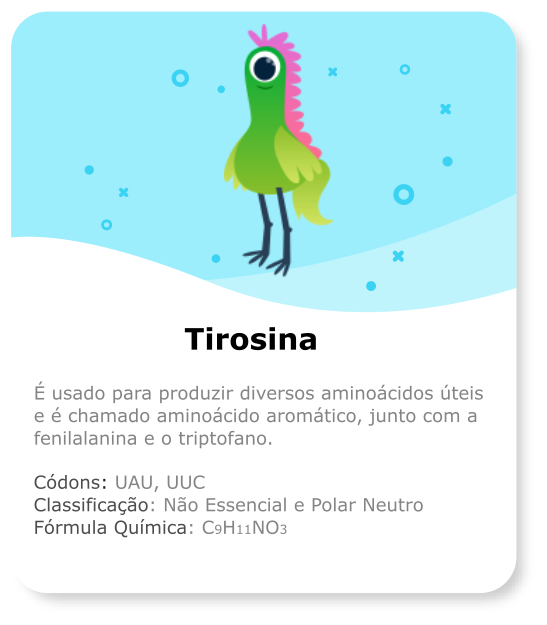 Tirosina
É usado para produzir diversos aminoácidos úteis
e é chamado aminoácido aromático, junto com a
fenilalanina e o triptofano.
Códons: UAU, UUC
Classificação: Não Essencial e Polar Neutro
Fórmula Química: C₉H₁₁NO₃